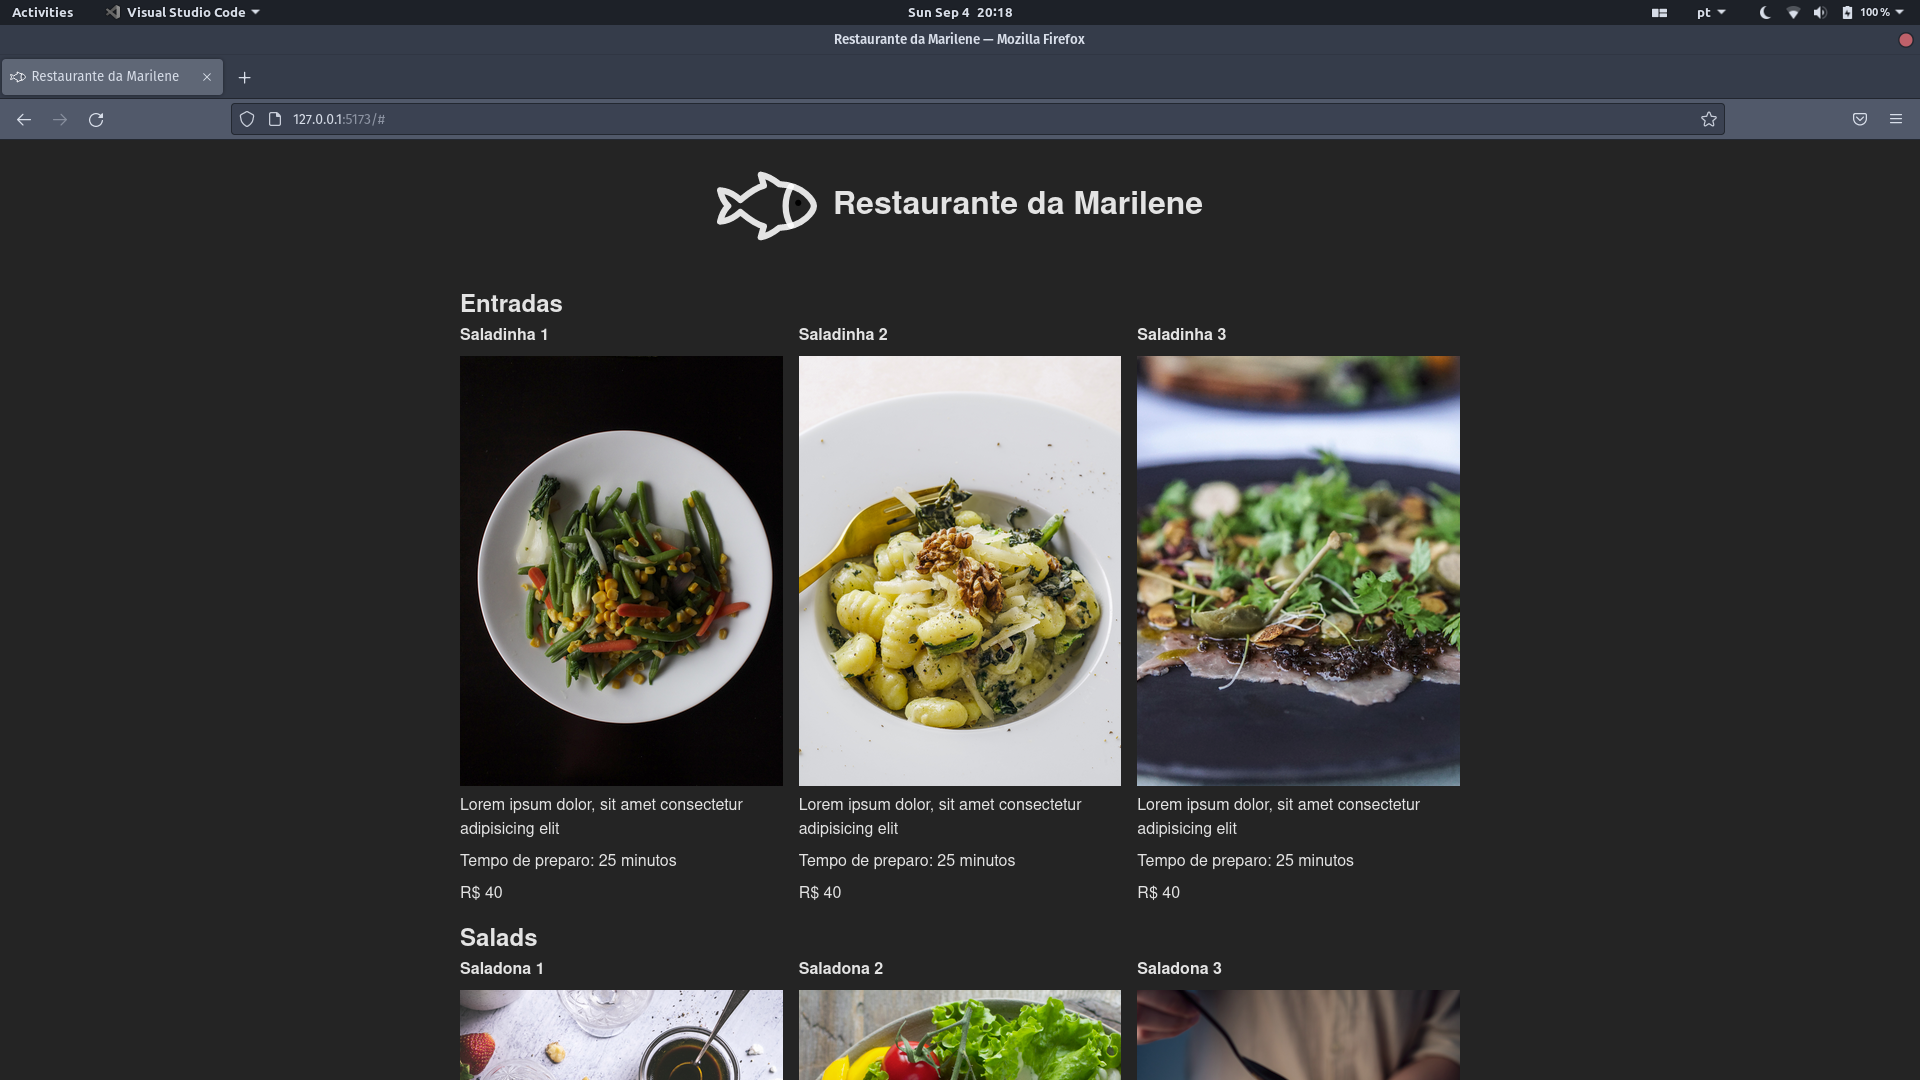 Activities
Visual Studio Code
Sun Sep 4 20:18
pt
100 %
Restaurante da Marilene — Mozilla Firefox
Restaurante da Marilene
127.0.0.1:5173/#
Restaurante da Marilene
Entradas
Saladinha 1
Saladinha 2
Saladinha 3
Lorem ipsum dolor, sit amet consectetur
adipisicing elit
Tempo de preparo: 25 minutos
R$ 40
Lorem ipsum dolor, sit amet consectetur
adipisicing elit
Tempo de preparo: 25 minutos
R$ 40
Lorem ipsum dolor, sit amet consectetur
adipisicing elit
Tempo de preparo: 25 minutos
R$ 40
Salads
Saladona 1
Saladona 2
Saladona 3